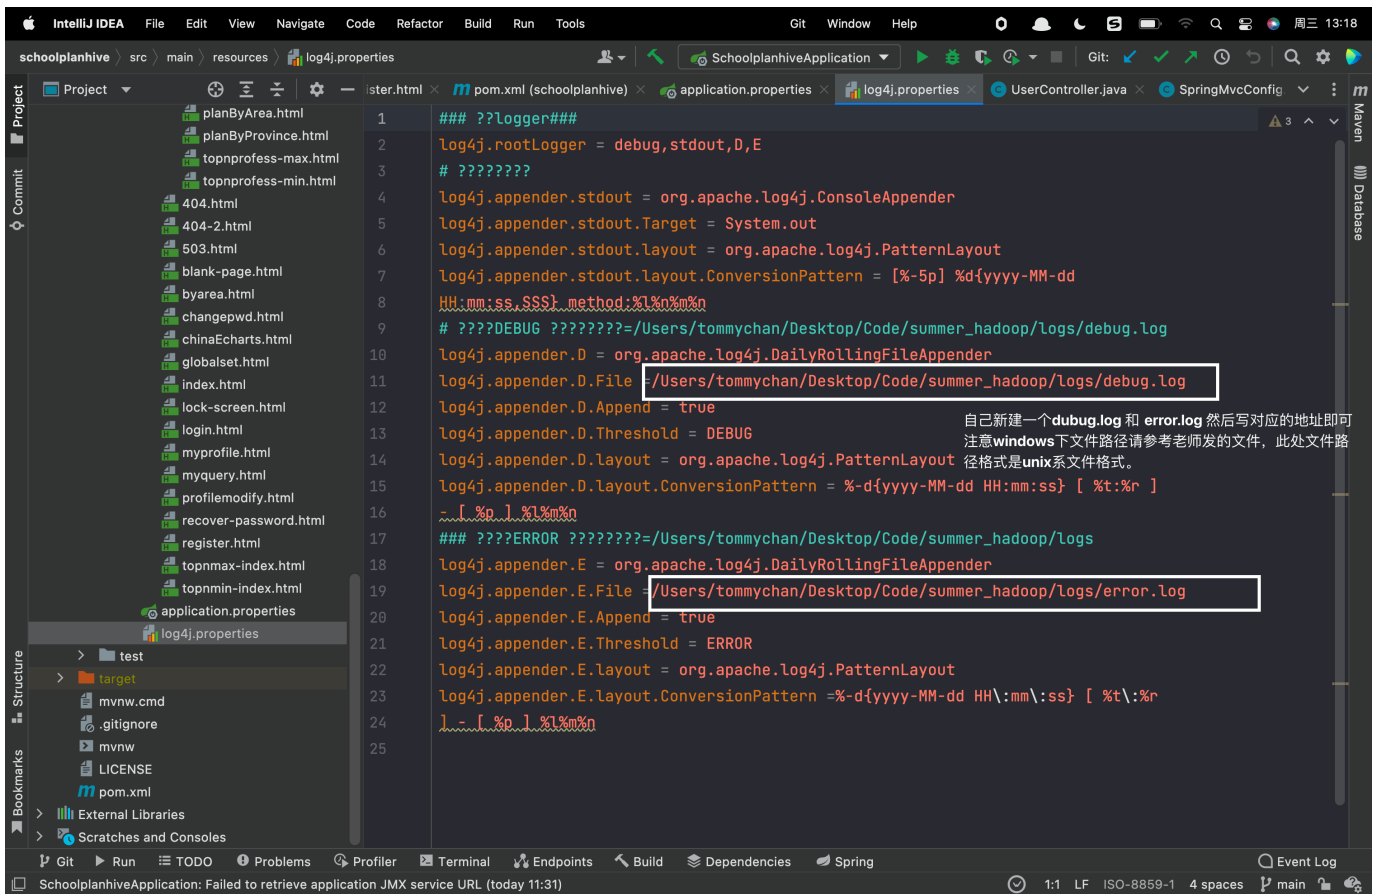 IntelliJ IDEA File Edit View Navigate Code Refactor Build Run Tools Git Window Help 周三 13:18
schoolplanhive src main resources log4j.properties SchoolplanhiveApplication Git:
Project ister.html pom.xml (schoolplanhive) application.properties log4j.properties UserController.java SpringMvcConfig
Project
Commit
Structure
Bookmarks
planByArea.html
planByProvince.html
topnprofess-max.html
topnprofess-min.html
404.html
404-2.html
503.html
blank-page.html
byarea.html
changepwd.html
chinaEcharts.html
globalset.html
index.html
lock-screen.html
login.html
myprofile.html
myquery.html
profilemodify.html
recover-password.html
register.html
topnmax-index.html
topnmin-index.html
application.properties
log4j.properties
test
target
mvnw.cmd
.gitignore
mvnw
LICENSE
pom.xml
External Libraries
Scratches and Consoles
1 ### ??logger###
2 log4j.rootLogger = debug,stdout,D,E
3 # ????????
4 log4j.appender.stdout = org.apache.log4j.ConsoleAppender
5 log4j.appender.stdout.Target = System.out
6 log4j.appender.stdout.layout = org.apache.log4j.PatternLayout
7 log4j.appender.stdout.layout.ConversionPattern = [%-5p] %d{yyyy-MM-dd
8 HH:mm:ss,SSS} method:%l%n%m%n
9 # ????DEBUG ????????=/Users/tommychan/Desktop/Code/summer_hadoop/logs/debug.log
10 log4j.appender.D = org.apache.log4j.DailyRollingFileAppender
11 log4j.appender.D.File =/Users/tommychan/Desktop/Code/summer_hadoop/logs/debug.log
12 log4j.appender.D.Append = true
13 log4j.appender.D.Threshold = DEBUG
14 log4j.appender.D.layout = org.apache.log4j.PatternLayout
15 log4j.appender.D.layout.ConversionPattern = %-d{yyyy-MM-dd HH:mm:ss} [ %t:%r ]
16 - [ %p ] %l%m%n
17 ### ????ERROR ????????=/Users/tommychan/Desktop/Code/summer_hadoop/logs
18 log4j.appender.E = org.apache.log4j.DailyRollingFileAppender
19 log4j.appender.E.File =/Users/tommychan/Desktop/Code/summer_hadoop/logs/error.log
20 log4j.appender.E.Append = true
21 log4j.appender.E.Threshold = ERROR
22 log4j.appender.E.layout = org.apache.log4j.PatternLayout
23 log4j.appender.E.layout.ConversionPattern =%-d{yyyy-MM-dd HH\:mm\:ss} [ %t\:%r
24 ] - [ %p ] %l%m%n
25
自己新建一个dubug.log 和 error.log 然后写对应的地址即可
注意windows下文件路径请参考老师发的文件，此处文件路
径格式是unix系文件格式。
3
Maven
Database
Git Run TODO Problems Profiler Terminal Endpoints Build Dependencies Spring Event Log
SchoolplanhiveApplication: Failed to retrieve application JMX service URL (today 11:31) 1:1 LF ISO-8859-1 4 spaces main